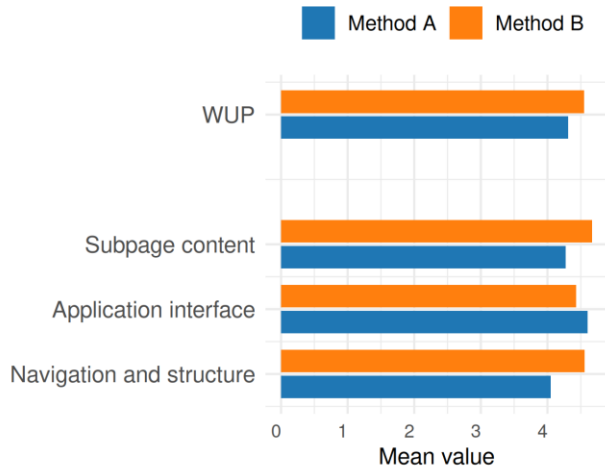 Method A Method B
WUP
Subpage content
Application interface
Navigation and structure
0 1 2 3 4
Mean value